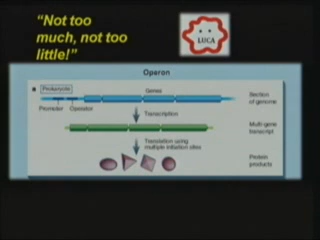 “Not too
much, not too
little!”
LUCA
Operon
Prokaryote
Genes
Section
of genome
Promoter
Operator
Transcription
Multi-gene
transcript
Translation using
multiple initiation sites
Protein
products